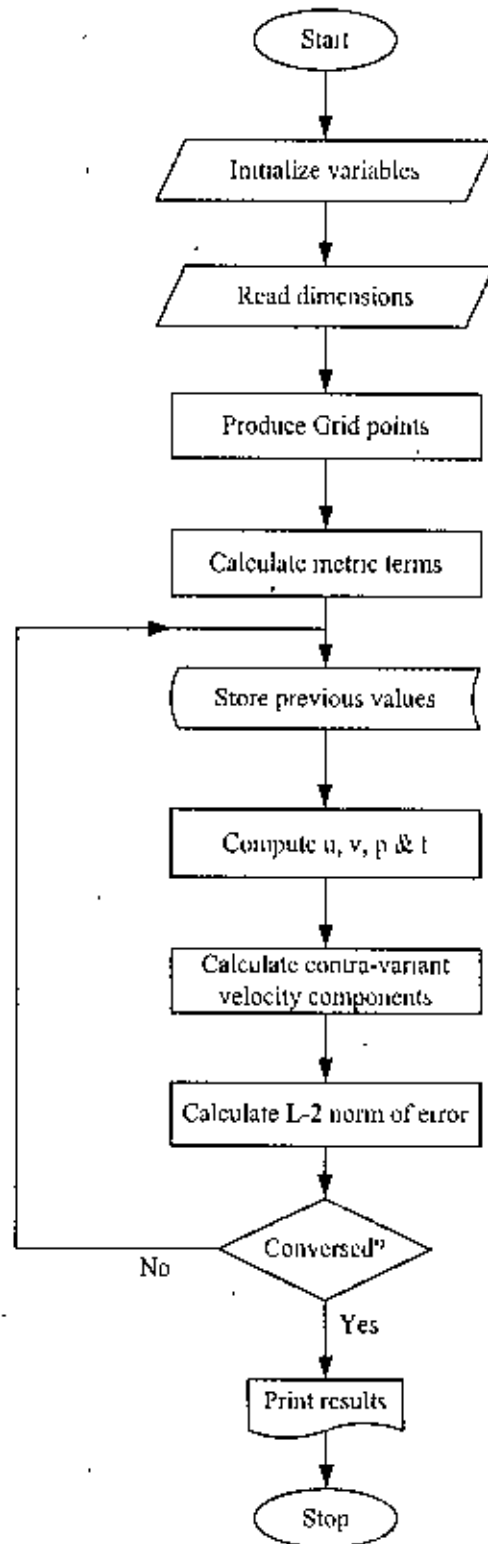 Start
Initialize variables
Read dimensions
Produce Grid points
Calculate metric terms
Store previous values
Compute u, v, p & t
Calculate contra-variant
velocity components
Calculate L-2 norm of error
Conversed?
No
Yes
Print results
Stop